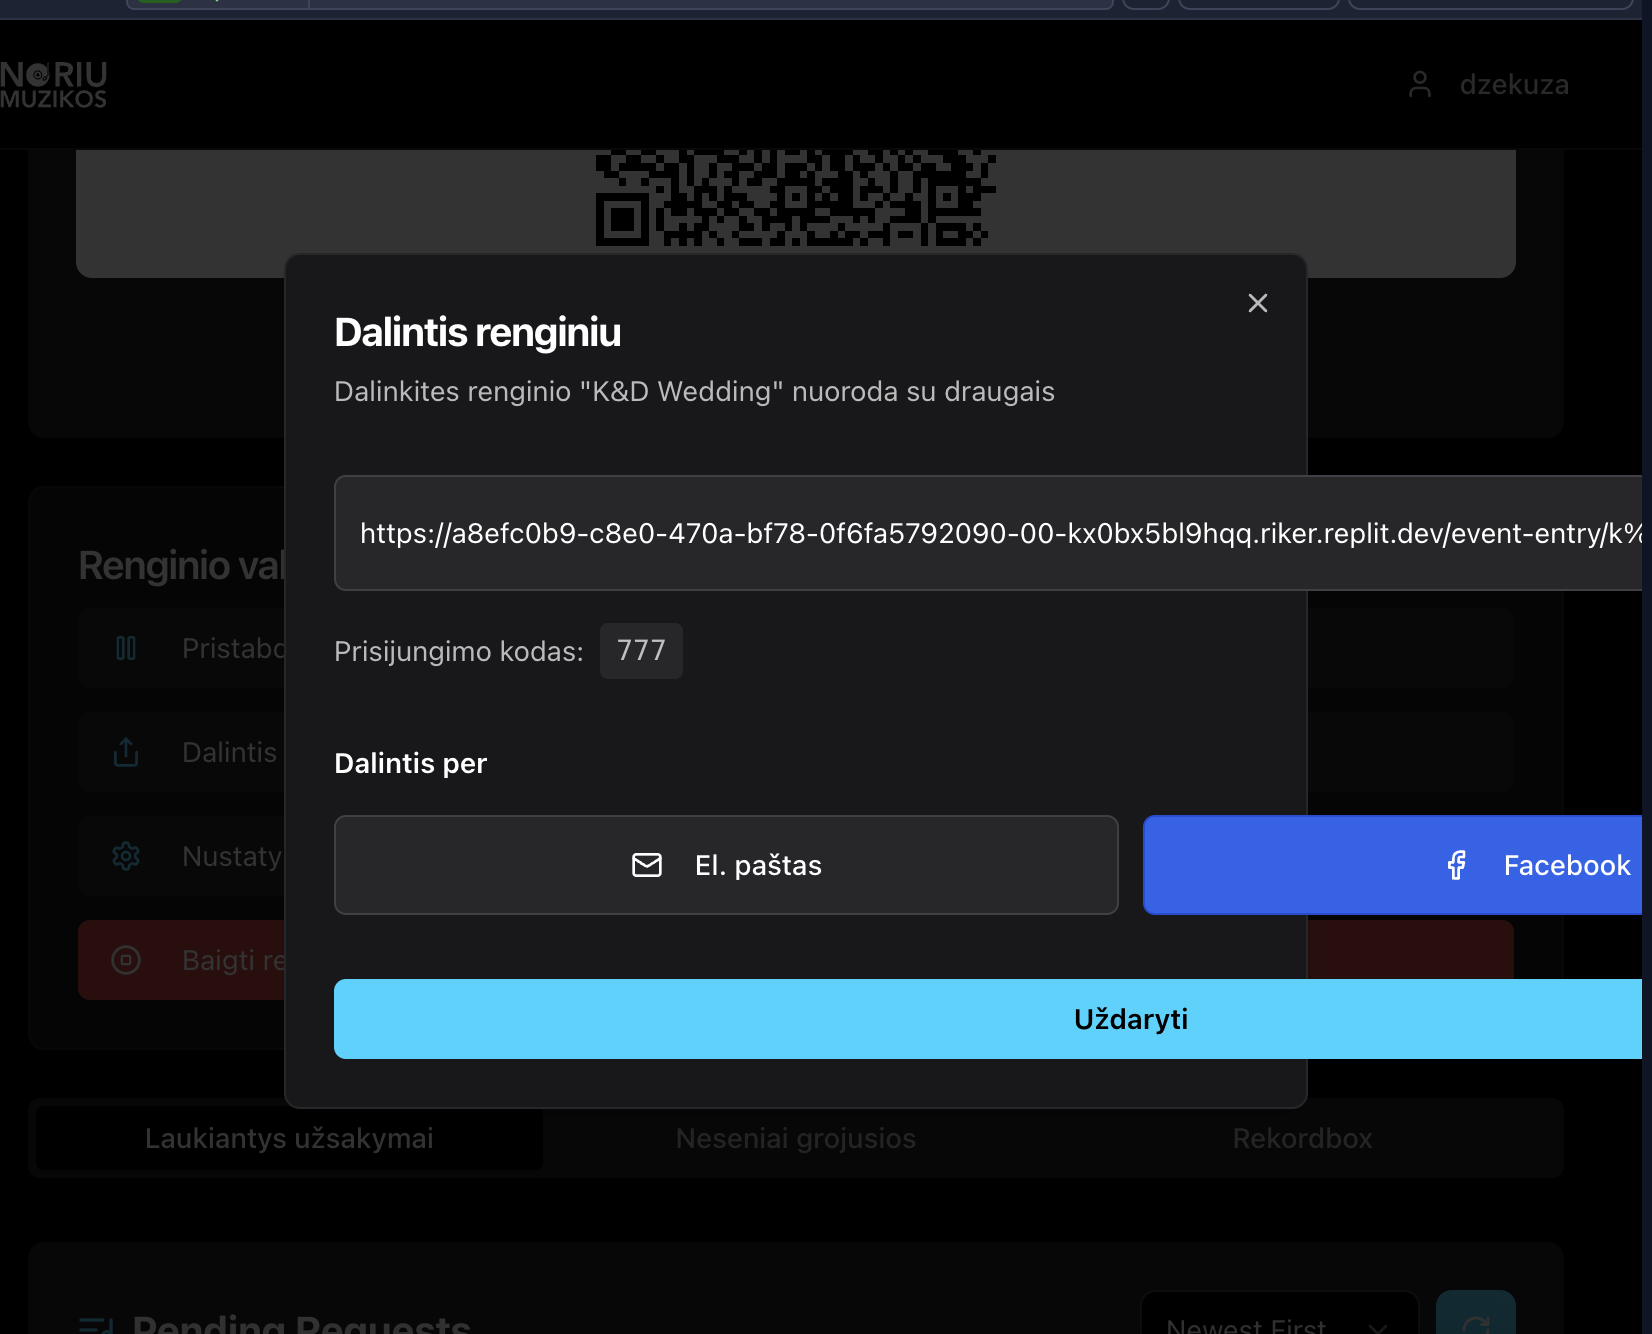 NORIU
MUZIKOS
dzekuza
Dalintis renginiu
Dalinkites renginio "K&D Wedding" nuoroda su draugais
https://a8efc0b9-c8e0-470a-bf78-0f6fa5792090-00-kx0bx5bl9hqq.riker.replit.dev/event-entry/k%
Renginio val
Pristabd
Prisijungimo kodas: 777
Dalintis
Dalintis per
Nustaty
El. paštas
Facebook
Baigti re
Uždaryti
Laukiantys užsakymai
Neseniai grojusios
Rekordbox
Pending Requests
Newest First